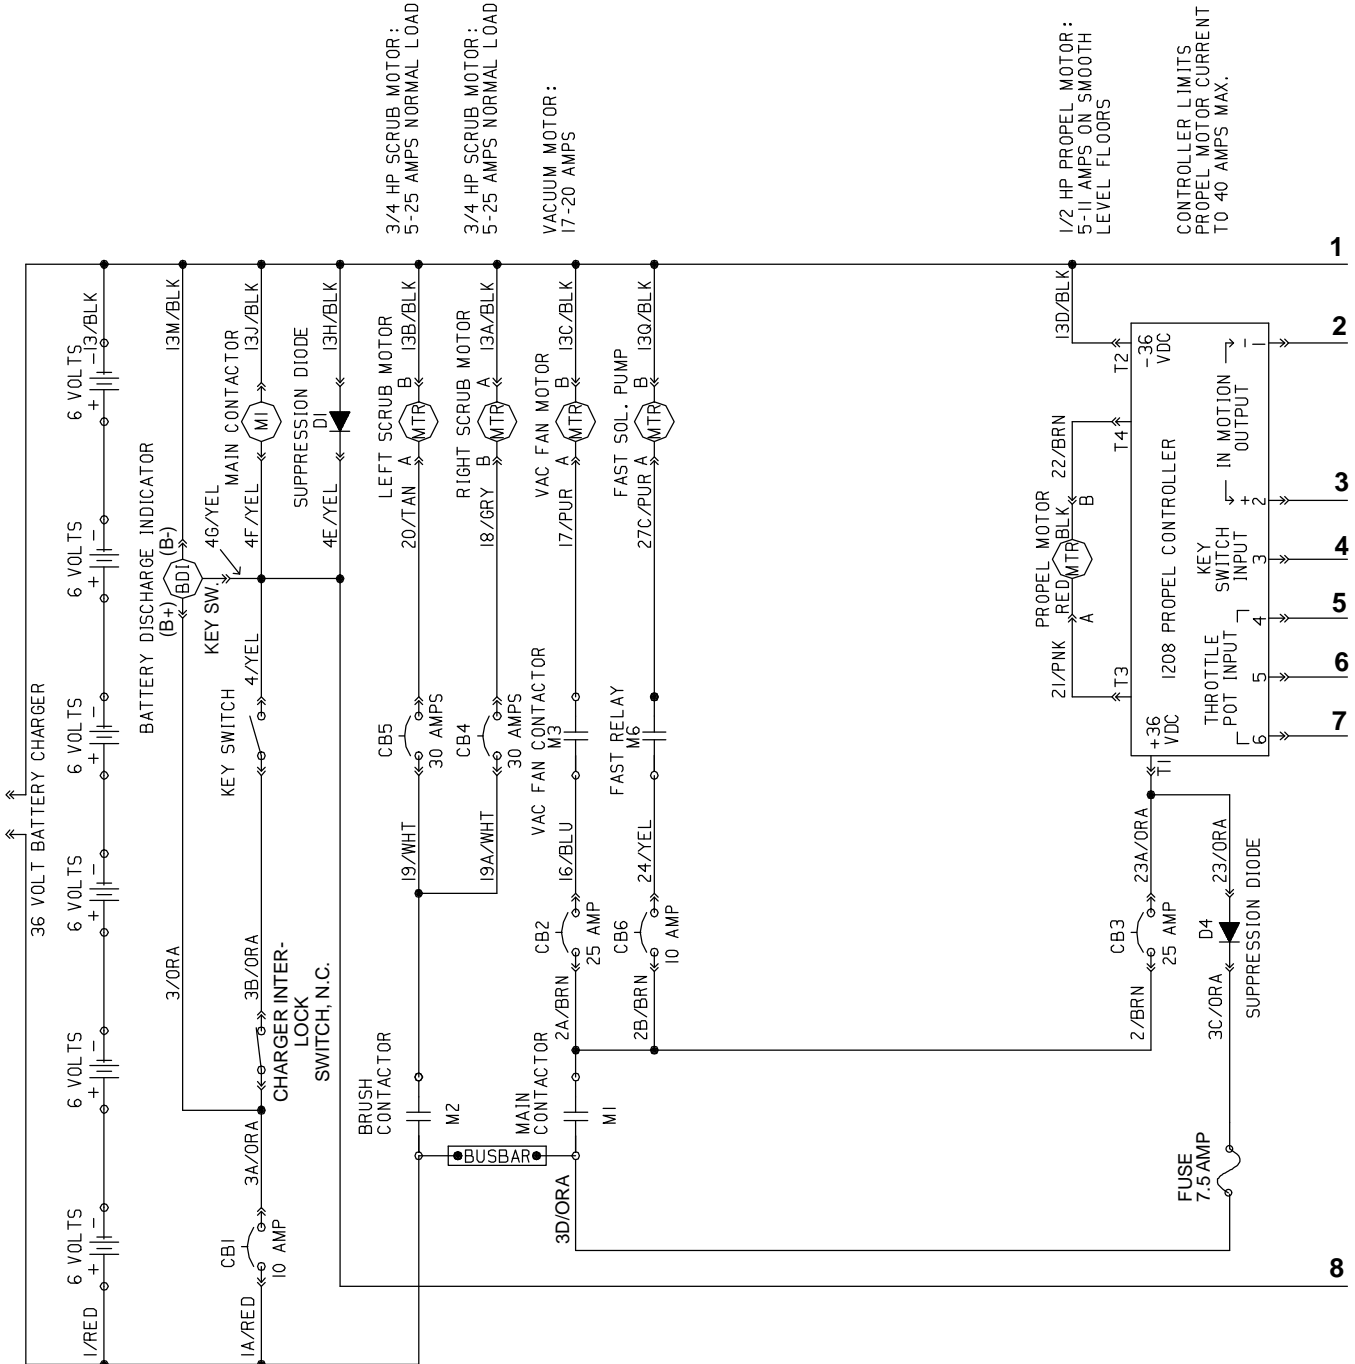 3/4 HP SCRUB MOTOR:
5-25 AMPS NORMAL LOAD
3/4 HP SCRUB MOTOR:
5-25 AMPS NORMAL LOAD
VACUUM MOTOR:
17-20 AMPS
1/2 HP PROPEL MOTOR:
5-11 AMPS ON SMOOTH
LEVEL FLOORS
CONTROLLER LIMITS
PROPEL MOTOR CURRENT
TO 40 AMPS MAX.
36 VOLT BATTERY CHARGER
13/BLK
6 VOLTS
+ -
6 VOLTS
+ -
6 VOLTS
+ -
6 VOLTS
+ -
6 VOLTS
+ -
6 VOLTS
+ -
1/RED
BATTERY DISCHARGE INDICATOR
13M/BLK
(B-)
BDI
(B+)
KEY SW.
4G/YEL
3/ORA
MAIN CONTACTOR
13J/BLK
M1
4F/YEL
4/YEL
KEY SWITCH
3B/ORA
CHARGER INTER-
LOCK
SWITCH, N.C.
3A/ORA
CB1
10 AMP
1A/RED
SUPPRESSION DIODE
D1
13H/BLK
4E/YEL
LEFT SCRUB MOTOR
13B/BLK
B
MTR
A
20/TAN
CB5
30 AMPS
19/WHT
BRUSH
CONTACTOR
M2
RIGHT SCRUB MOTOR
13A/BLK
A
MTR
B
18/GRY
CB4
30 AMPS
19A/WHT
BUSBAR
VAC FAN MOTOR
13C/BLK
B
MTR
A
17/PUR
VAC FAN CONTACTOR
M3
16/BLU
CB2
25 AMP
2A/BRN
MAIN
CONTACTOR
M1
3D/ORA
FAST SOL. PUMP
13Q/BLK
B
MTR
A
27C/PUR
FAST RELAY
M6
24/YEL
CB6
10 AMP
2B/BRN
13D/BLK
T2
-36
VDC
22/BRN
T4
PROPEL MOTOR
BLK
B
MTR
RED
A
21/PNK
T3
+36
VDC
T1
1208 PROPEL CONTROLLER
IN MOTION
OUTPUT
- +
KEY
SWITCH
INPUT
THROTTLE
POT INPUT
1
2
3
4
5
6
23A/ORA
CB3
25 AMP
2/BRN
23/ORA
D4
SUPPRESSION DIODE
3C/ORA
FUSE
7.5 AMP
1
2
3
4
5
6
7
8